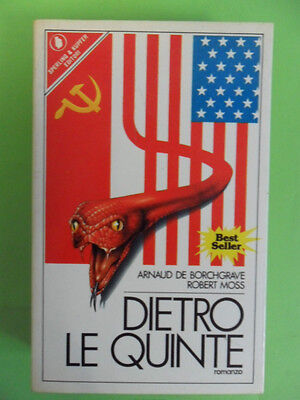 SPERLING & KUPFER
EDITORI
Best
Seller
ARNAUD DE BORCHGRAVE
ROBERT MOSS
DIETRO
LE QUINTE
romanzo